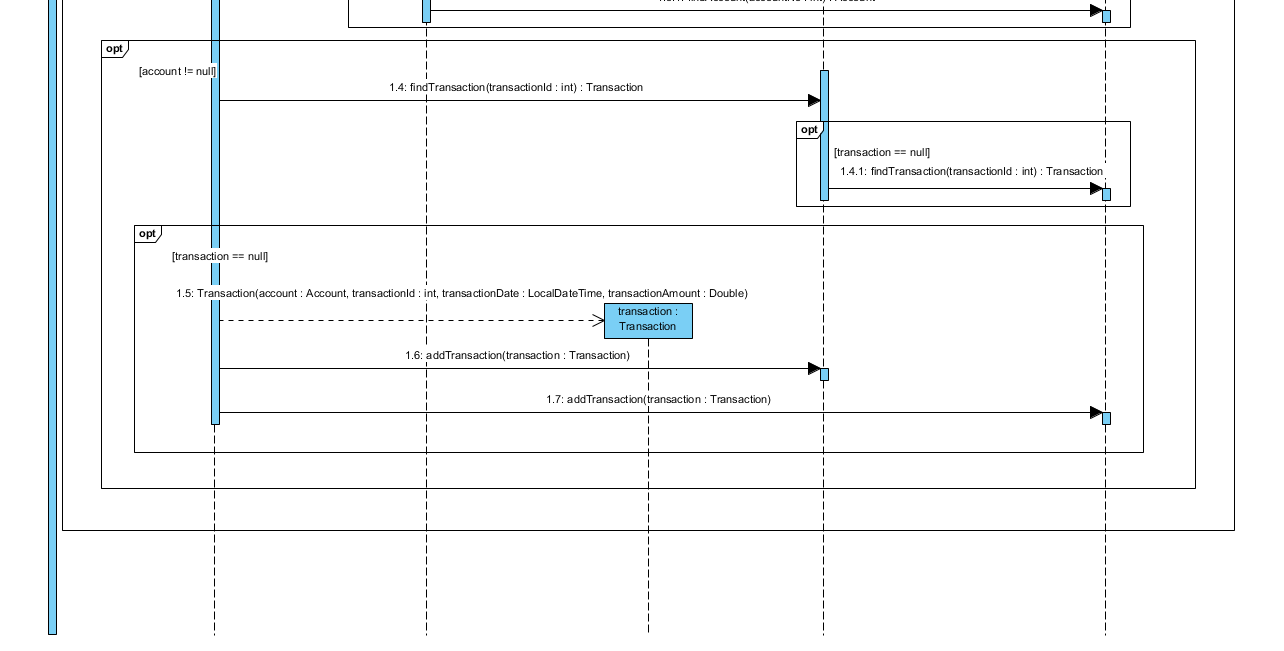 opt
[account != null]
1.4: findTransaction(transactionId : int) : Transaction
opt
[transaction == null]
1.4.1: findTransaction(transactionId : int) : Transaction
opt
[transaction == null]
1.5: Transaction(account : Account, transactionId : int, transactionDate : LocalDateTime, transactionAmount : Double)
transaction :
Transaction
1.6: addTransaction(transaction : Transaction)
1.7: addTransaction(transaction : Transaction)